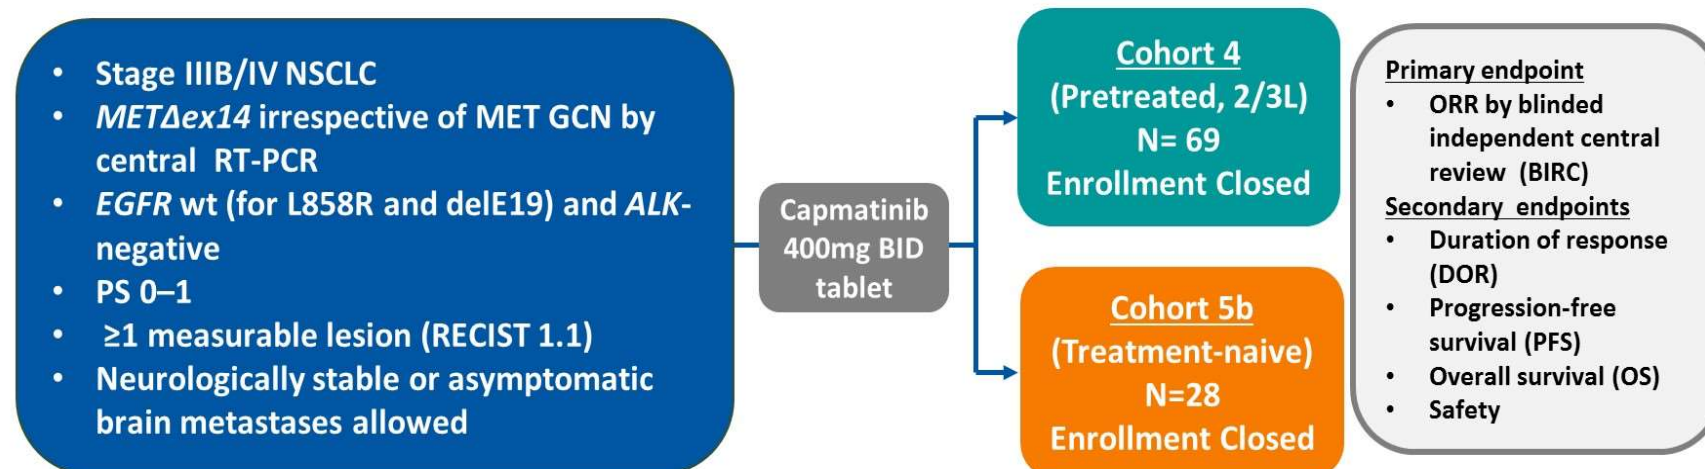 • Stage IIIB/IV NSCLC
• METΔex14 irrespective of MET GCN by
central RT-PCR
• EGFR wt (for L858R and delE19) and ALK-
negative
• PS 0–1
• ≥1 measurable lesion (RECIST 1.1)
• Neurologically stable or asymptomatic
brain metastases allowed
Capmatinib
400mg BID
tablet
Cohort 4
(Pretreated, 2/3L)
N= 69
Enrollment Closed
Cohort 5b
(Treatment-naive)
N=28
Enrollment Closed
Primary endpoint
• ORR by blinded
independent central
review (BIRC)
Secondary endpoints
• Duration of response
(DOR)
• Progression-free
survival (PFS)
• Overall survival (OS)
• Safety